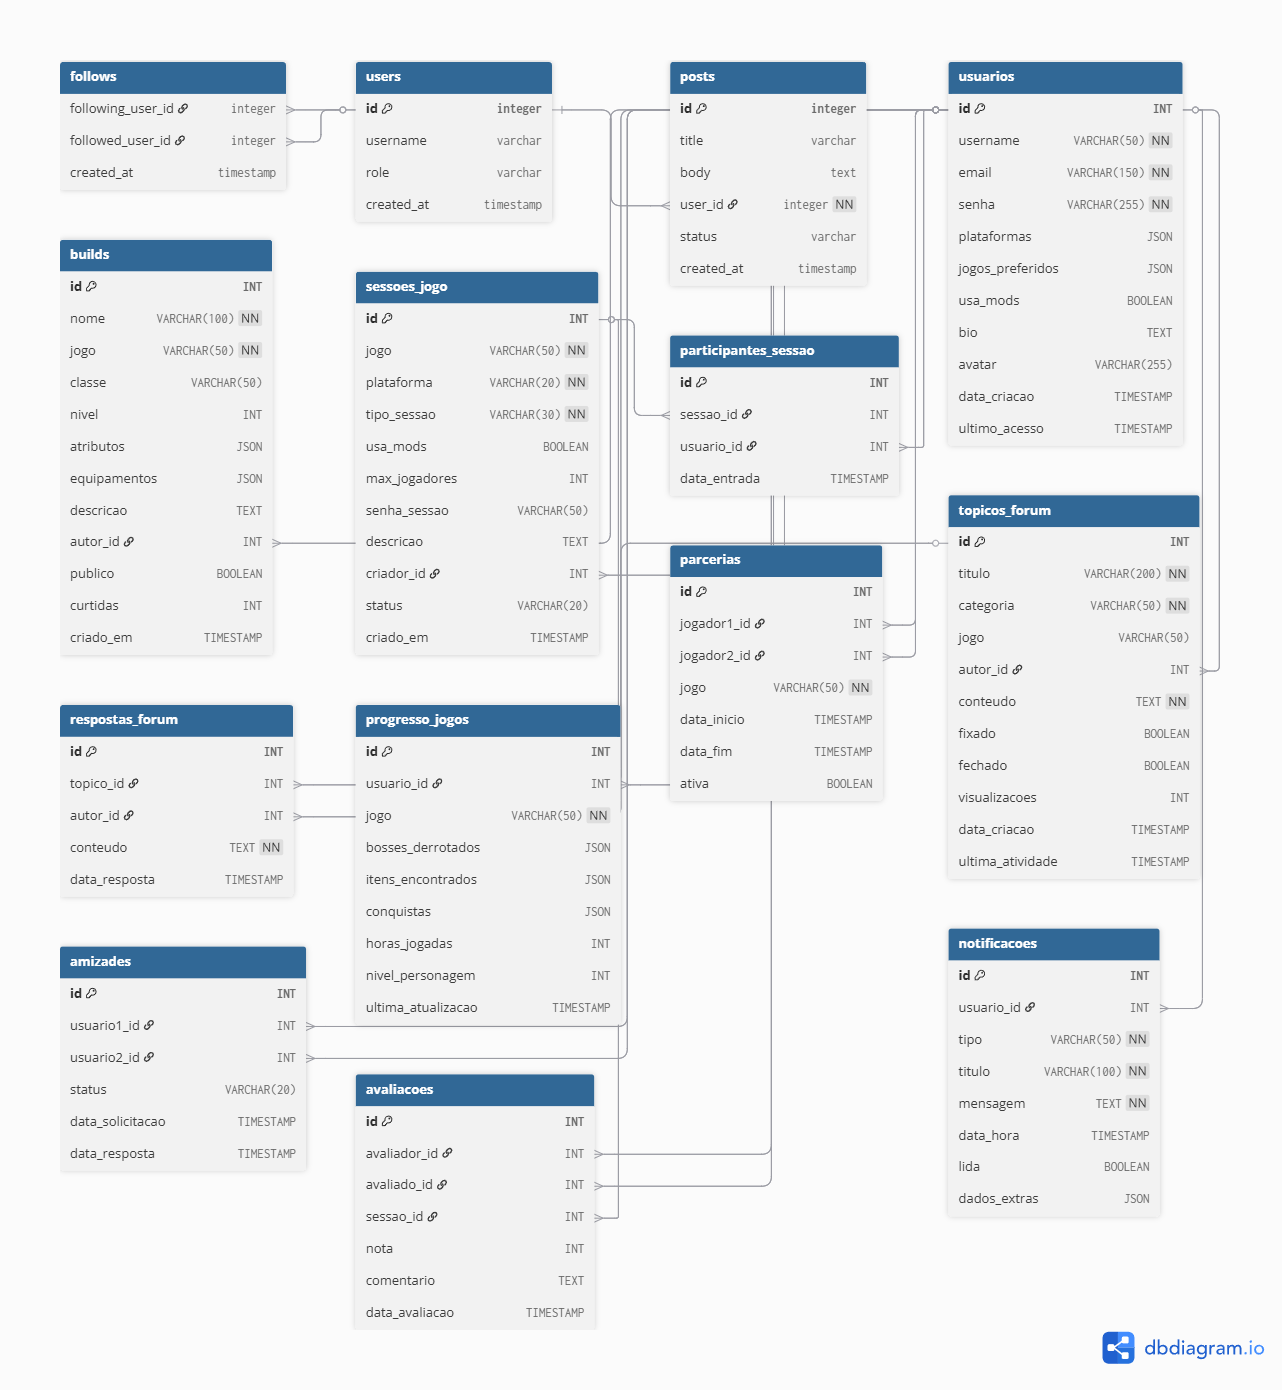 follows
following_user_id integer
followed_user_id integer
created_at timestamp
users
id integer
username varchar
role varchar
created_at timestamp
posts
id integer
title varchar
body text
user_id integer NN
status varchar
created_at timestamp
usuarios
id INT
username VARCHAR(50) NN
email VARCHAR(150) NN
senha VARCHAR(255) NN
plataformas JSON
jogos_preferidos JSON
usa_mods BOOLEAN
bio TEXT
avatar VARCHAR(255)
data_criacao TIMESTAMP
ultimo_acesso TIMESTAMP
builds
id INT
nome VARCHAR(100) NN
jogo VARCHAR(50) NN
classe VARCHAR(50)
nivel INT
atributos JSON
equipamentos JSON
descricao TEXT
autor_id INT
publico BOOLEAN
curtidas INT
criado_em TIMESTAMP
sessoes_jogo
id INT
jogo VARCHAR(50) NN
plataforma VARCHAR(20) NN
tipo_sessao VARCHAR(30) NN
usa_mods BOOLEAN
max_jogadores INT
senha_sessao VARCHAR(50)
descricao TEXT
criador_id INT
status VARCHAR(20)
criado_em TIMESTAMP
participantes_sessao
id INT
sessao_id INT
usuario_id INT
data_entrada TIMESTAMP
parcerias
id INT
jogador1_id INT
jogador2_id INT
jogo VARCHAR(50) NN
data_inicio TIMESTAMP
data_fim TIMESTAMP
ativa BOOLEAN
topicos_forum
id INT
titulo VARCHAR(200) NN
categoria VARCHAR(50) NN
jogo VARCHAR(50)
autor_id INT
conteudo TEXT NN
fixado BOOLEAN
fechado BOOLEAN
visualizacoes INT
data_criacao TIMESTAMP
ultima_atividade TIMESTAMP
respostas_forum
id INT
topico_id INT
autor_id INT
conteudo TEXT NN
data_resposta TIMESTAMP
progresso_jogos
id INT
usuario_id INT
jogo VARCHAR(50) NN
bosses_derrotados JSON
itens_encontrados JSON
conquistas JSON
horas_jogadas INT
nivel_personagem INT
ultima_atualizacao TIMESTAMP
notificacoes
id INT
usuario_id INT
tipo VARCHAR(50) NN
titulo VARCHAR(100) NN
mensagem TEXT NN
data_hora TIMESTAMP
lida BOOLEAN
dados_extras JSON
amizades
id INT
usuario1_id INT
usuario2_id INT
status VARCHAR(20)
data_solicitacao TIMESTAMP
data_resposta TIMESTAMP
avaliacoes
id INT
avaliador_id INT
avaliado_id INT
sessao_id INT
nota INT
comentario TEXT
data_avaliacao TIMESTAMP
dbdiagram.io